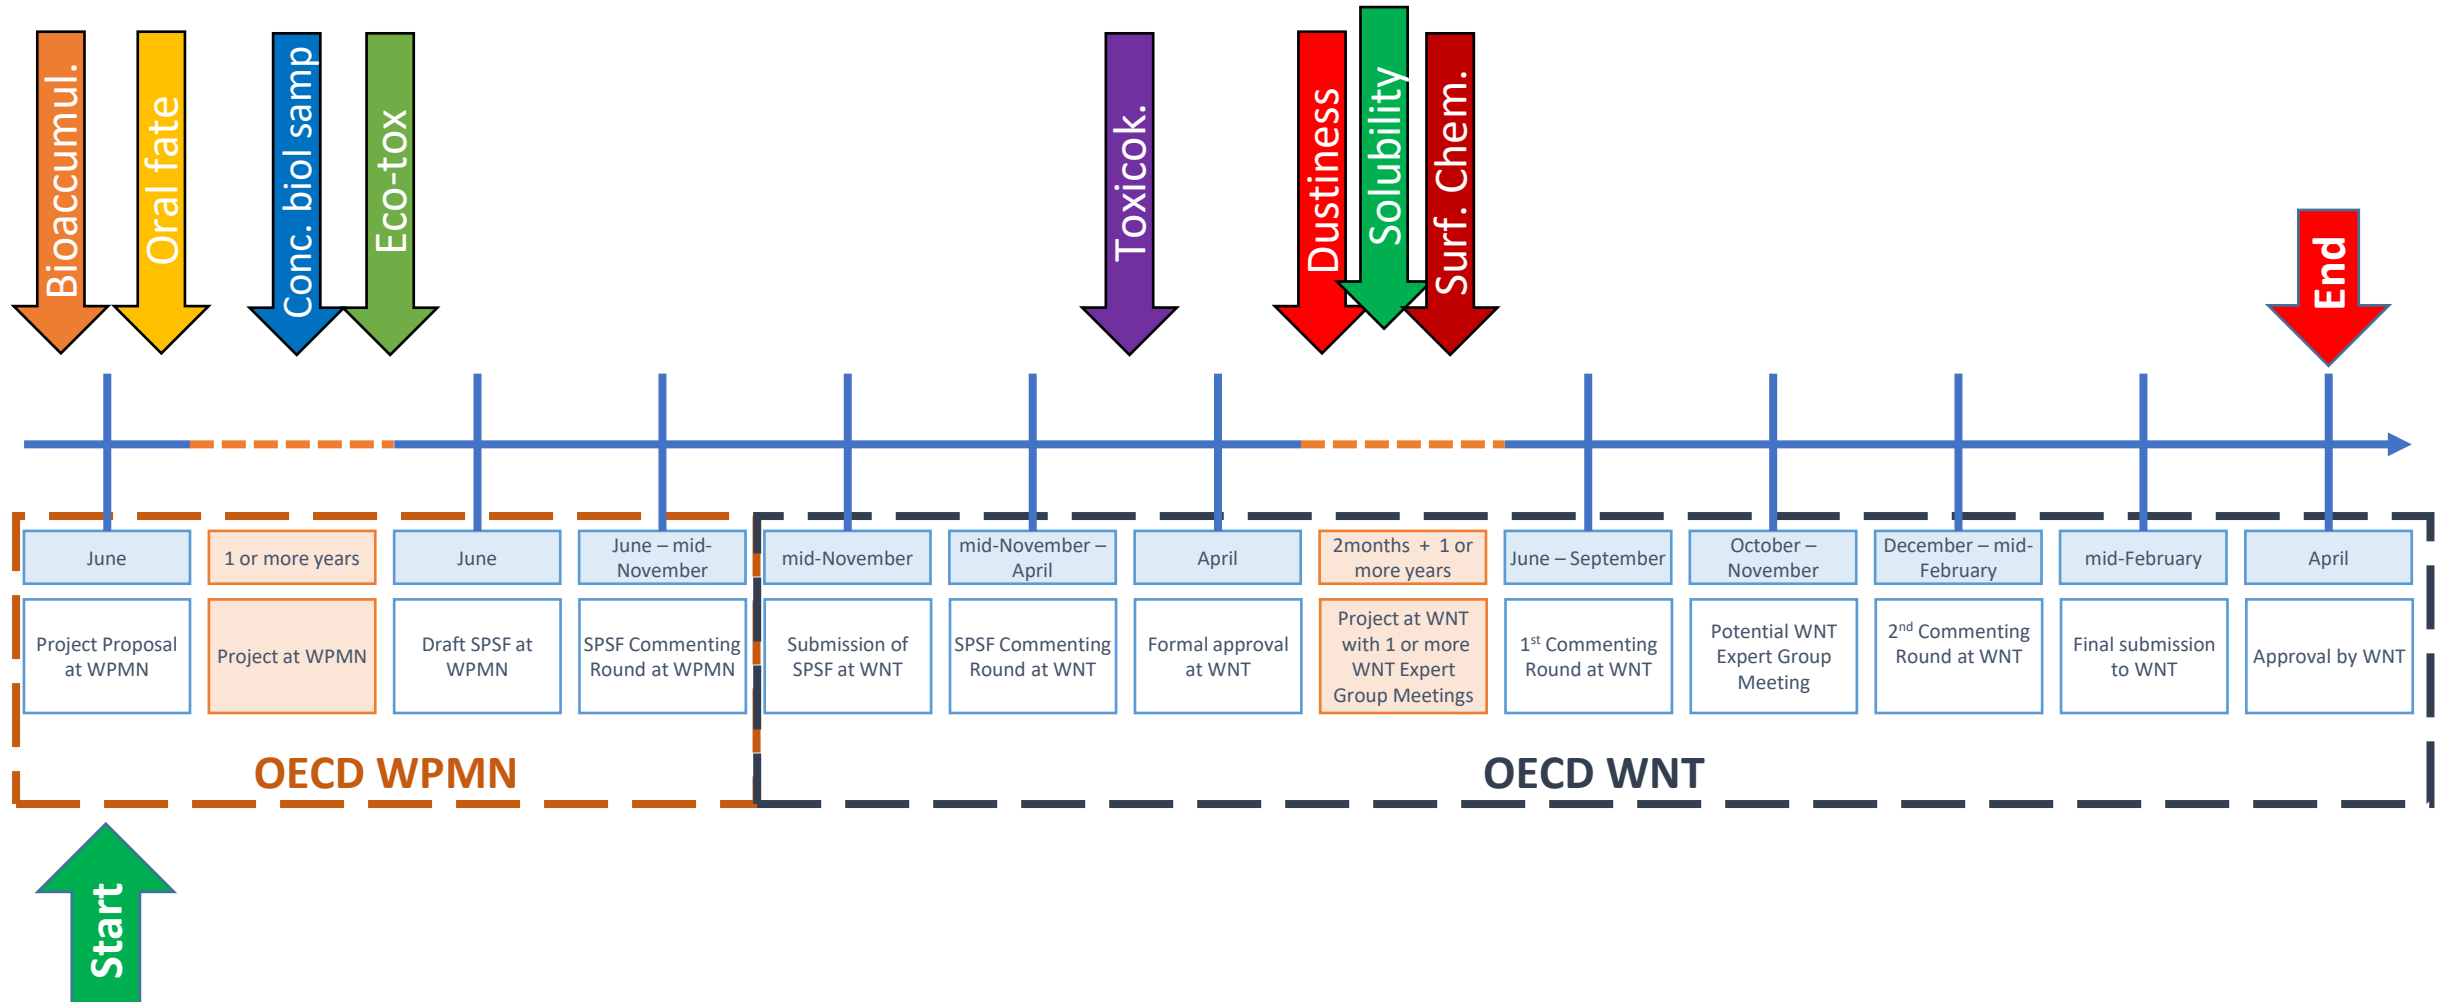 Bioaccumul.
Oral fate
Conc. biol samp
Eco-tox
Toxicok.
Dustiness
Solubility
Surf. Chem.
End
June
1 or more years
June
June – mid-
November
mid-November
mid-November –
April
April
2months + 1 or
more years
June – September
October –
November
December – mid-
February
mid-February
April
Project Proposal
at WPMN
Project at WPMN
Draft SPSF at
WPMN
SPSF Commenting
Round at WPMN
Submission of
SPSF at WNT
SPSF Commenting
Round at WNT
Formal approval
at WNT
Project at WNT
with 1 or more
WNT Expert
Group Meetings
1st Commenting
Round at WNT
Potential WNT
Expert Group
Meeting
2nd Commenting
Round at WNT
Final submission
to WNT
Approval by WNT
OECD WPMN
OECD WNT
Start